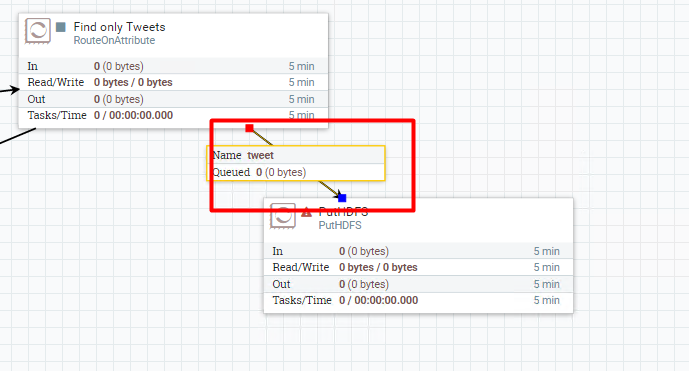 Find only Tweets
RouteOnAttribute
In 0 (0 bytes) 5 min
Read/Write 0 bytes / 0 bytes 5 min
Out 0 (0 bytes) 5 min
Tasks/Time 0 / 00:00:00.000 5 min
Name tweet
Queued 0 (0 bytes)
PutHDFS
PutHDFS
In 0 (0 bytes) 5 min
Read/Write 0 bytes / 0 bytes 5 min
Out 0 (0 bytes) 5 min
Tasks/Time 0 / 00:00:00.000 5 min